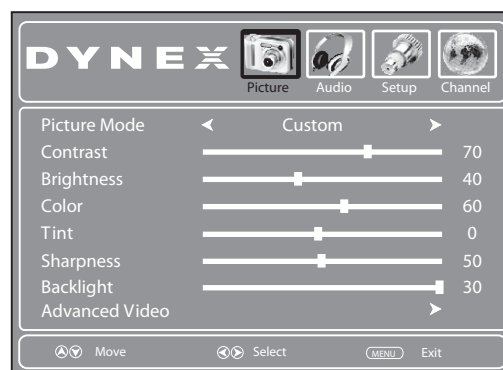 DYNEX
Picture Audio Setup Channel
Picture Mode Custom
Contrast 70
Brightness 40
Color 60
Tint 0
Sharpness 50
Backlight 30
Advanced Video
Move Select MENU Exit